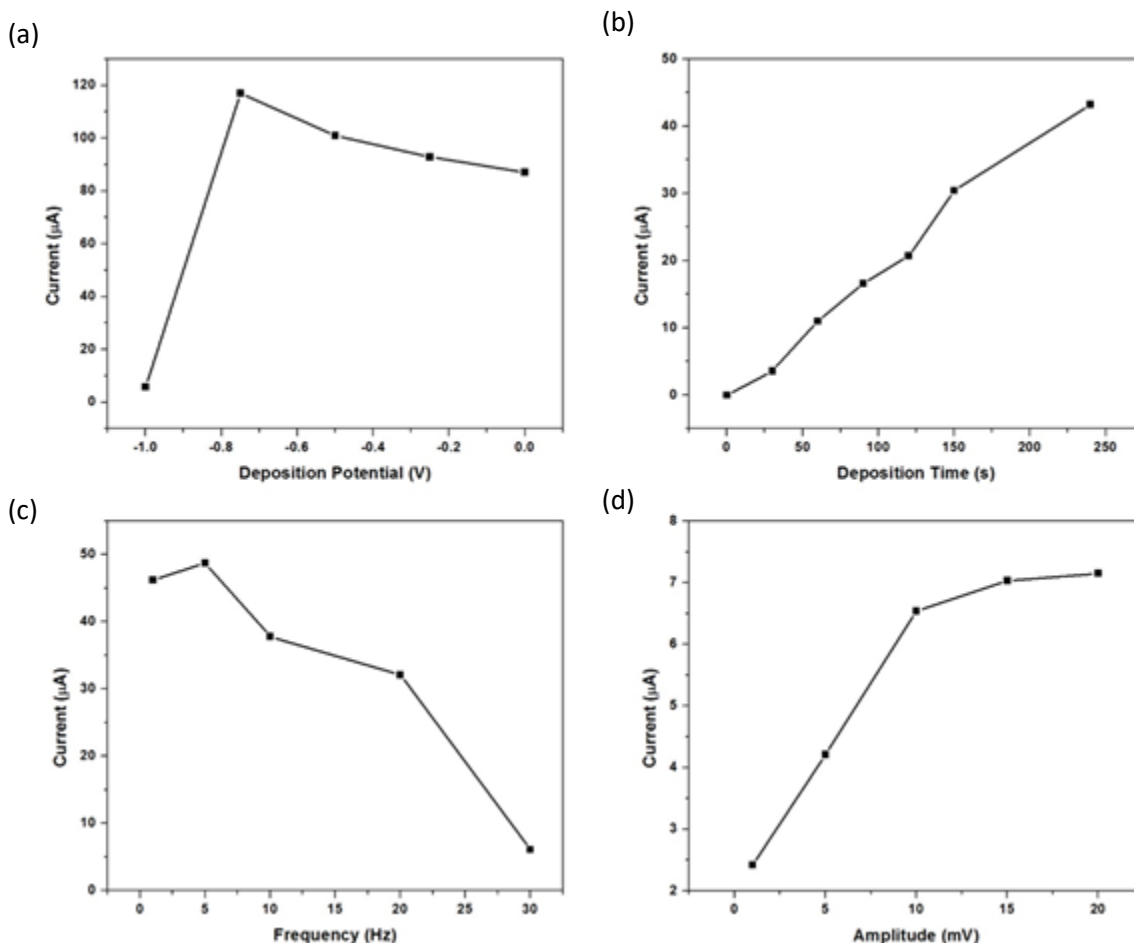 (a)
120
100
80
60
40
20
0
Current (µA)
-1.0 -0.8 -0.6 -0.4 -0.2 0.0
Deposition Potential (V)
(b)
50
40
30
20
10
0
Current (µA)
0 50 100 150 200 250
Deposition Time (s)
(c)
50
40
30
20
10
0
Current (µA)
0 5 10 15 20 25 30
Frequency (Hz)
(d)
8
7
6
5
4
3
2
Current (µA)
0 5 10 15 20
Amplitude (mV)